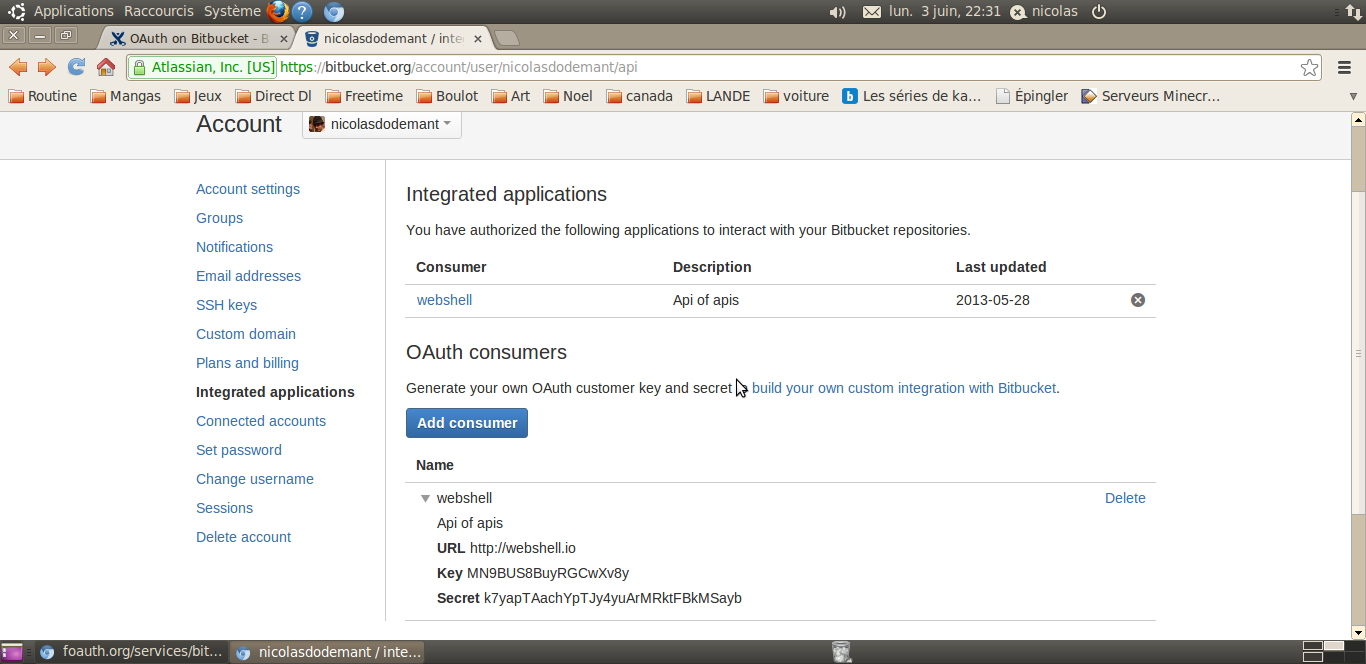 Applications Raccourcis Système lun. 3 juin, 22:31 nicolas
OAuth on Bitbucket - B nicolasdodemant / inte
Atlassian, Inc. [US] https://bitbucket.org/account/user/nicolasdodemant/api
Routine Mangas Jeux Direct Dl Freetime Boulot Art Noel canada LANDE voiture Les séries de ka... Épingler Serveurs Minecr...
Account nicolasdodemant
Account settings
Groups
Notifications
Email addresses
SSH keys
Custom domain
Plans and billing
Integrated applications
Connected accounts
Set password
Change username
Sessions
Delete account
Integrated applications
You have authorized the following applications to interact with your Bitbucket repositories.
Consumer Description Last updated
webshell Api of apis 2013-05-28
OAuth consumers
Generate your own OAuth customer key and secret build your own custom integration with Bitbucket.
Add consumer
Name
webshell Delete
Api of apis
URL http://webshell.io
Key MN9BUS8BuyRGCwXv8y
Secret k7yapTAachYpTJy4yuArMRktFBkMSayb
foauth.org/services/bit... nicolasdodemant / inte...